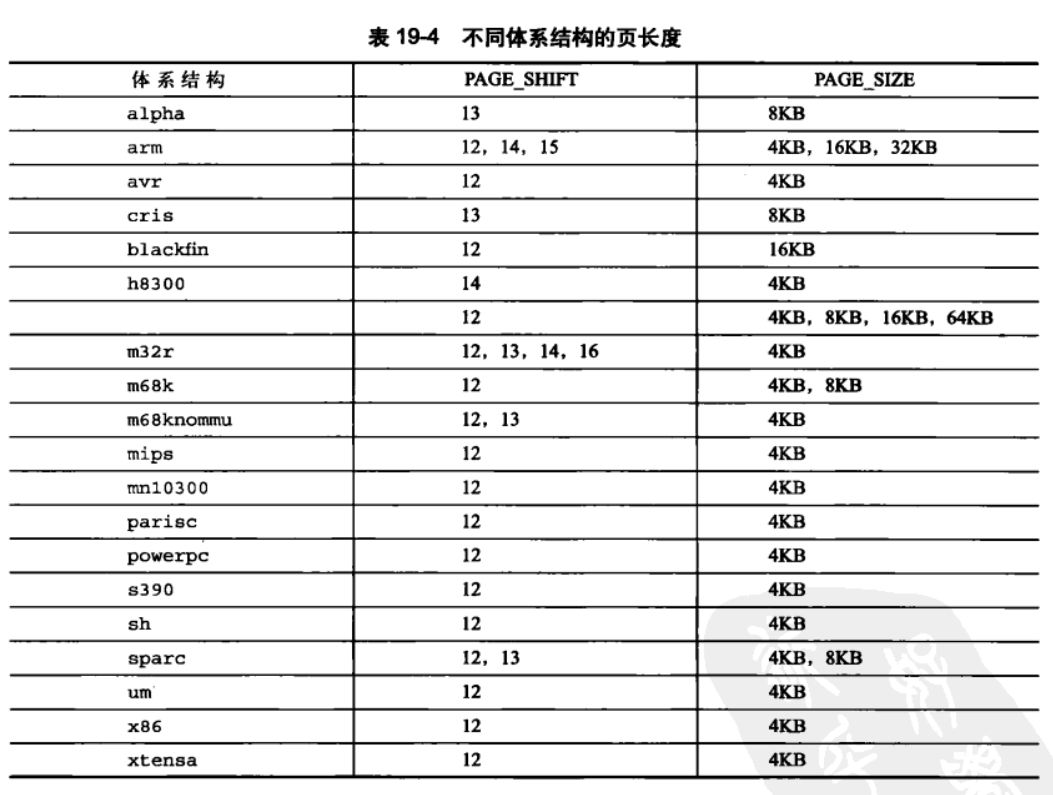 表 19-4 不同体系结构的页长度
体系结构 PAGE_SHIFT PAGE_SIZE
alpha 13 8KB
arm 12, 14, 15 4KB, 16KB, 32KB
avr 12 4KB
cris 13 8KB
blackfin 12 16KB
h8300 14 4KB
12 4KB, 8KB, 16KB, 64KB
m32r 12, 13, 14, 16 4KB
m68k 12 4KB, 8KB
m68knommu 12, 13 4KB
mips 12 4KB
mn10300 12 4KB
parisc 12 4KB
powerpc 12 4KB
s390 12 4KB
sh 12 4KB
sparc 12, 13 4KB, 8KB
um 12 4KB
x86 12 4KB
xtensa 12 4KB